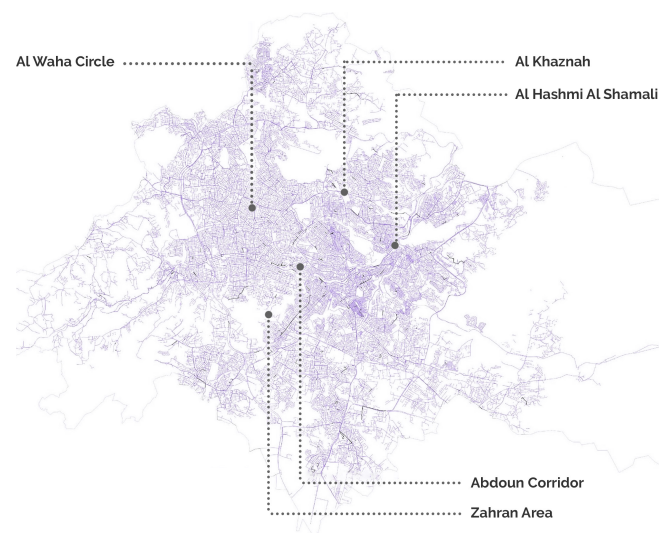 Al Waha Circle
Al Khaznah
Al Hashmi Al Shamali
Abdoun Corridor
Zahran Area